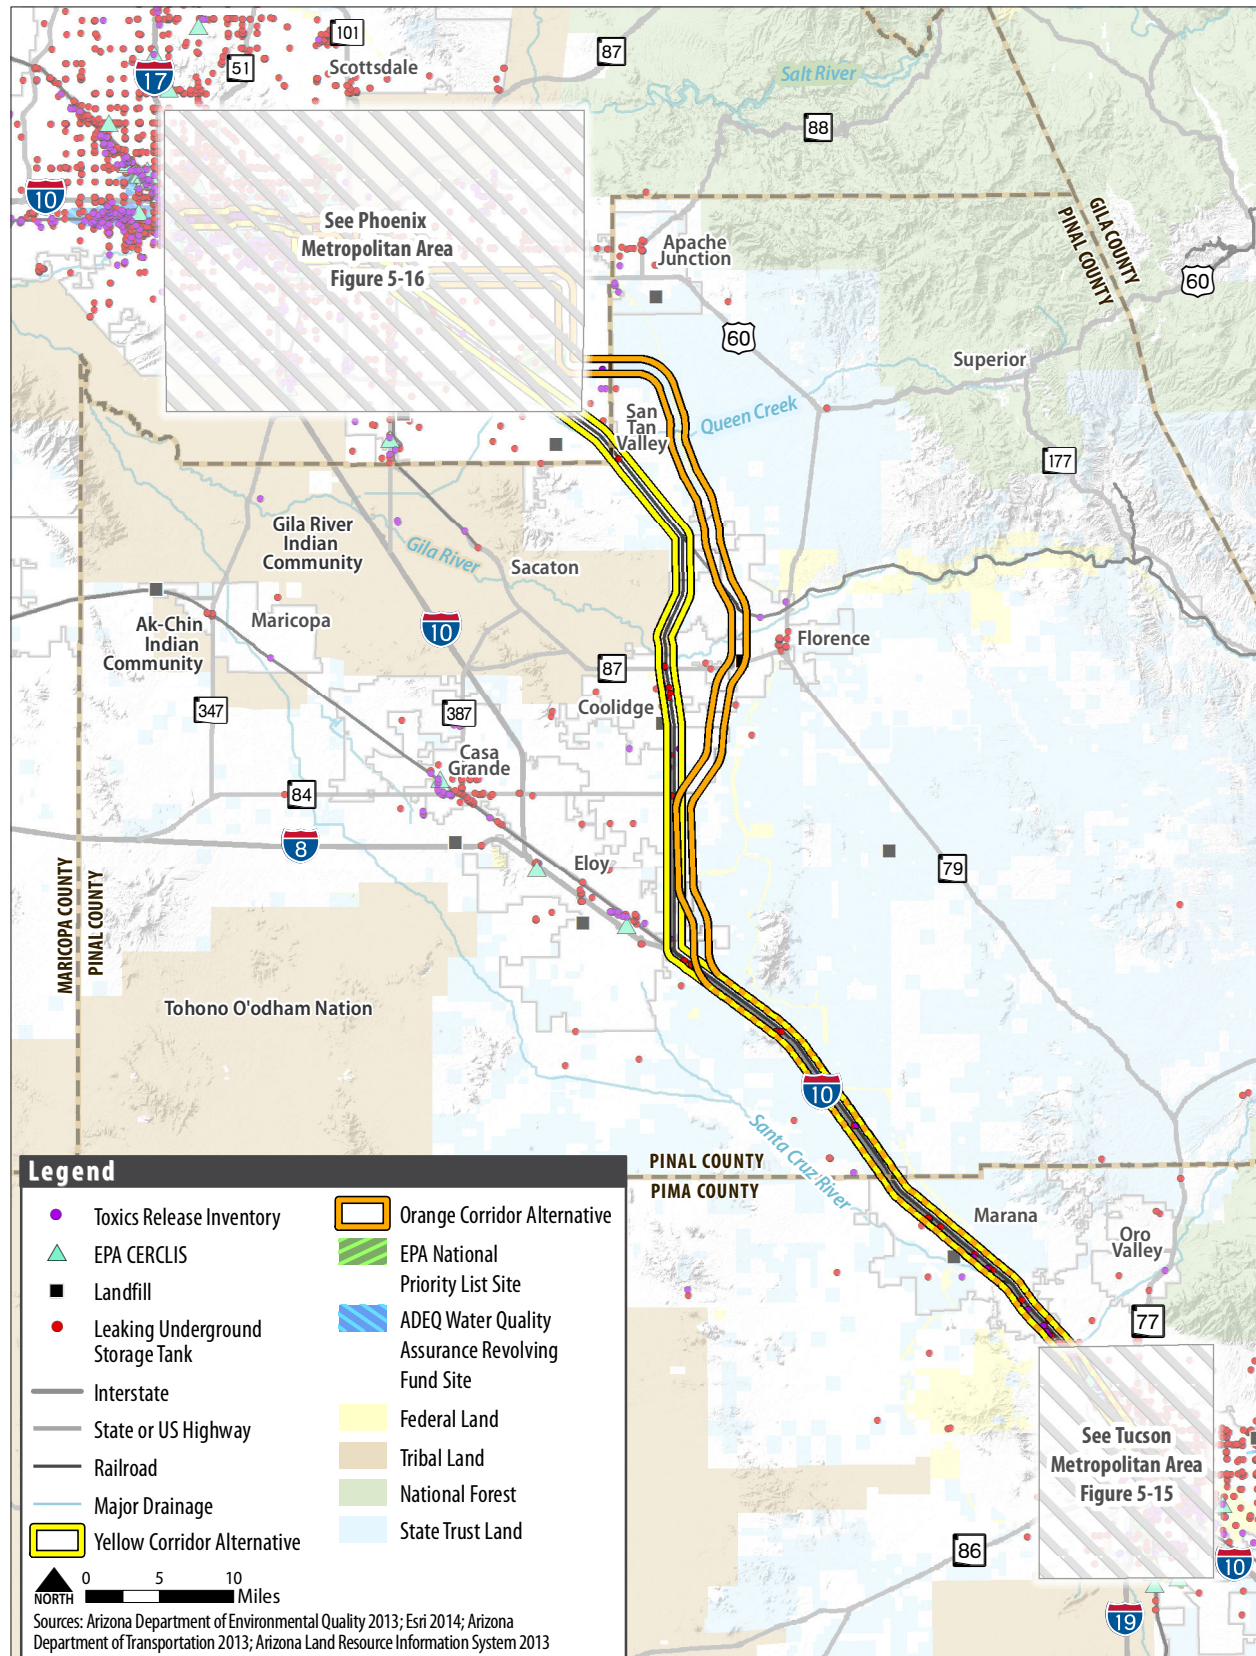 101
87
51
Scottsdale
17
Salt River
88
10
See Phoenix
Metropolitan Area
Figure 5-16
Apache
Junction
GILA COUNTY
PINAL COUNTY
60
60
Superior
San
Tan
Valley
Queen Creek
177
Gila River
Indian
Community
Gila River
Sacaton
Ak-Chin
Indian
Community
Maricopa
10
Florence
87
Coolidge
347
387
Casa
Grande
84
8
Eloy
79
MARICOPA COUNTY
PINAL COUNTY
Tohono O'odham Nation
10
Santa Cruz River
PINAL COUNTY
PIMA COUNTY
Marana
Oro
Valley
77
See Tucson
Metropolitan Area
Figure 5-15
86
10
19
Legend
Toxics Release Inventory
EPA CERCLIS
Landfill
Leaking Underground
Storage Tank
Interstate
State or US Highway
Railroad
Major Drainage
Yellow Corridor Alternative
Orange Corridor Alternative
EPA National
Priority List Site
ADEQ Water Quality
Assurance Revolving
Fund Site
Federal Land
Tribal Land
National Forest
State Trust Land
NORTH
0 5 10
Miles
Sources: Arizona Department of Environmental Quality 2013; Esri 2014; Arizona
Department of Transportation 2013; Arizona Land Resource Information System 2013